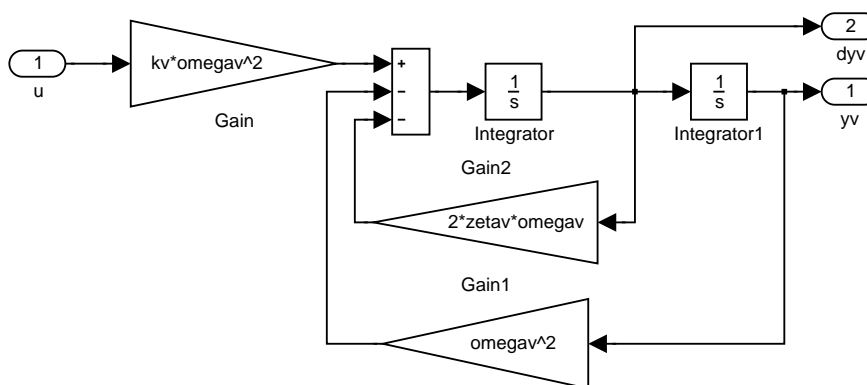 2
dyv
1
u
kv*omegav^2
Gain
+
−
−
1
s
Integrator
1
s
Integrator1
1
yv
Gain2
2*zetav*omegav
Gain1
omegav^2